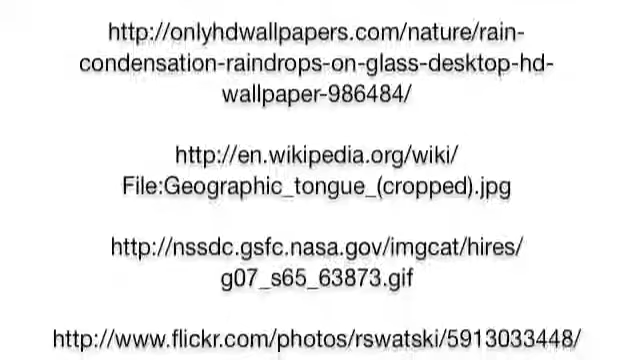 http://onlyhdwallpapers.com/nature/rain-
condensation-raindrops-on-glass-desktop-hd-
wallpaper-986484/
http://en.wikipedia.org/wiki/
File:Geographic_tongue_(cropped).jpg
http://nssdc.gsfc.nasa.gov/imgcat/hires/
g07_s65_63873.gif
http://www.flickr.com/photos/rswatski/5913033448/